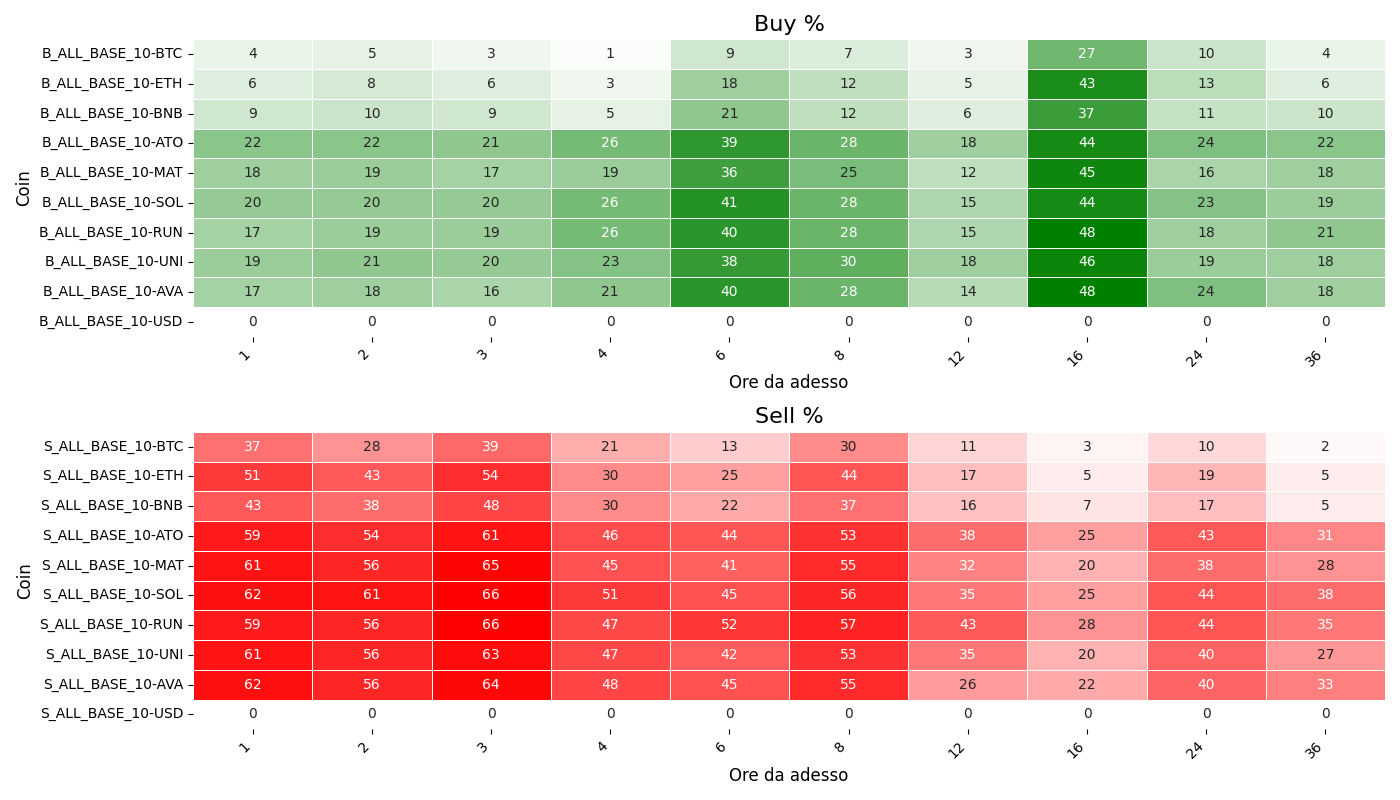 Buy %
Coin
B_ALL_BASE_10-BTC 4 5 3 1 9 7 3 27 10 4
B_ALL_BASE_10-ETH 6 8 6 3 18 12 5 43 13 6
B_ALL_BASE_10-BNB 9 10 9 5 21 12 6 37 11 10
B_ALL_BASE_10-ATO 22 22 21 26 39 28 18 44 24 22
B_ALL_BASE_10-MAT 18 19 17 19 36 25 12 45 16 18
B_ALL_BASE_10-SOL 20 20 20 26 41 28 15 44 23 19
B_ALL_BASE_10-RUN 17 19 19 26 40 28 15 48 18 21
B_ALL_BASE_10-UNI 19 21 20 23 38 30 18 46 19 18
B_ALL_BASE_10-AVA 17 18 16 21 40 28 14 48 24 18
B_ALL_BASE_10-USD 0 0 0 0 0 0 0 0 0 0
1 2 3 4 6 8 12 16 24 36
Ore da adesso
Sell %
Coin
S_ALL_BASE_10-BTC 37 28 39 21 13 30 11 3 10 2
S_ALL_BASE_10-ETH 51 43 54 30 25 44 17 5 19 5
S_ALL_BASE_10-BNB 43 38 48 30 22 37 16 7 17 5
S_ALL_BASE_10-ATO 59 54 61 46 44 53 38 25 43 31
S_ALL_BASE_10-MAT 61 56 65 45 41 55 32 20 38 28
S_ALL_BASE_10-SOL 62 61 66 51 45 56 35 25 44 38
S_ALL_BASE_10-RUN 59 56 66 47 52 57 43 28 44 35
S_ALL_BASE_10-UNI 61 56 63 47 42 53 35 20 40 27
S_ALL_BASE_10-AVA 62 56 64 48 45 55 26 22 40 33
S_ALL_BASE_10-USD 0 0 0 0 0 0 0 0 0 0
1 2 3 4 6 8 12 16 24 36
Ore da adesso